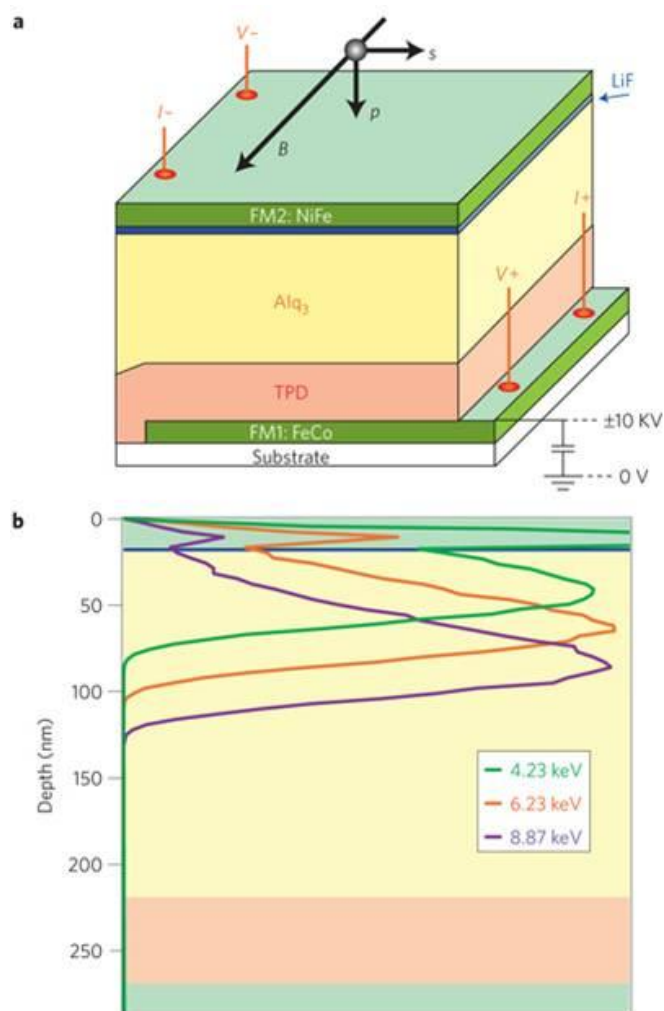 a
V−
s
LiF
p
I−
B
I+
FM2: NiFe
V+
Alq3
TPD
±10 KV
FM1: FeCo
Substrate
0 V
b
0
50
100
150
200
250
Depth (nm)
4.23 keV
6.23 keV
8.87 keV